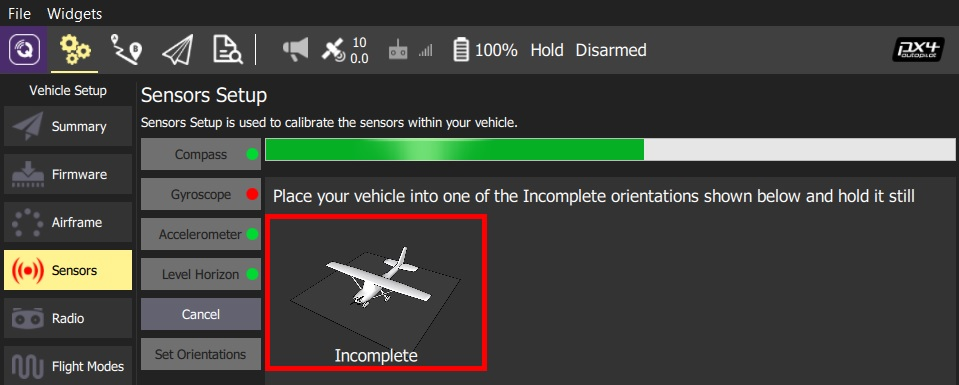 File Widgets
10
0.0
100% Hold Disarmed
px4
autopilot
Vehicle Setup
Summary
Firmware
Airframe
Sensors
Radio
Flight Modes
Sensors Setup
Sensors Setup is used to calibrate the sensors within your vehicle.
Compass
Gyroscope
Accelerometer
Level Horizon
Cancel
Set Orientations
Place your vehicle into one of the Incomplete orientations shown below and hold it still
Incomplete